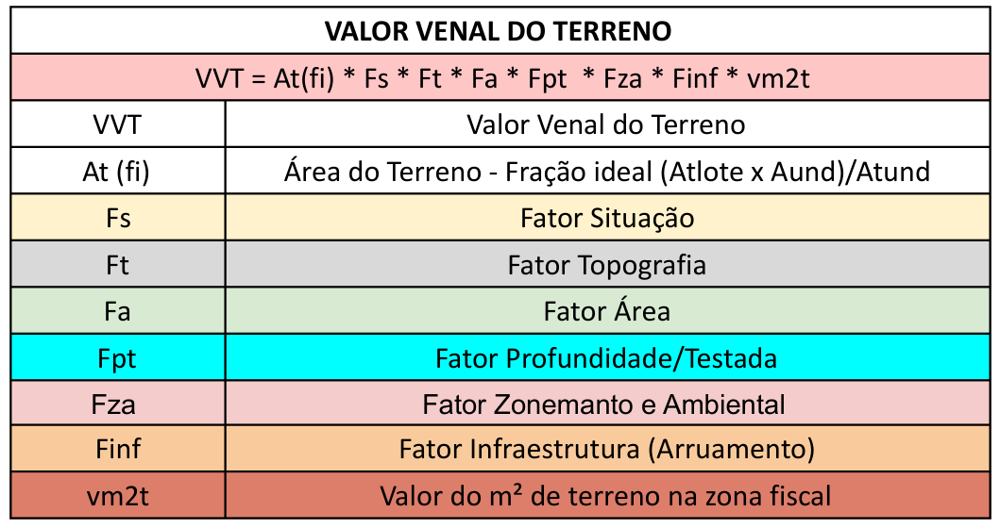 VALOR VENAL DO TERRENO
VVT = At(fi) * Fs * Ft * Fa * Fpt * Fza * Finf * vm2t
VVT Valor Venal do Terreno
At (fi) Área do Terreno - Fração ideal (Atlote x Aund)/Atund
Fs Fator Situação
Ft Fator Topografia
Fa Fator Área
Fpt Fator Profundidade/Testada
Fza Fator Zonemanto e Ambiental
Finf Fator Infraestrutura (Arruamento)
vm2t Valor do m² de terreno na zona fiscal